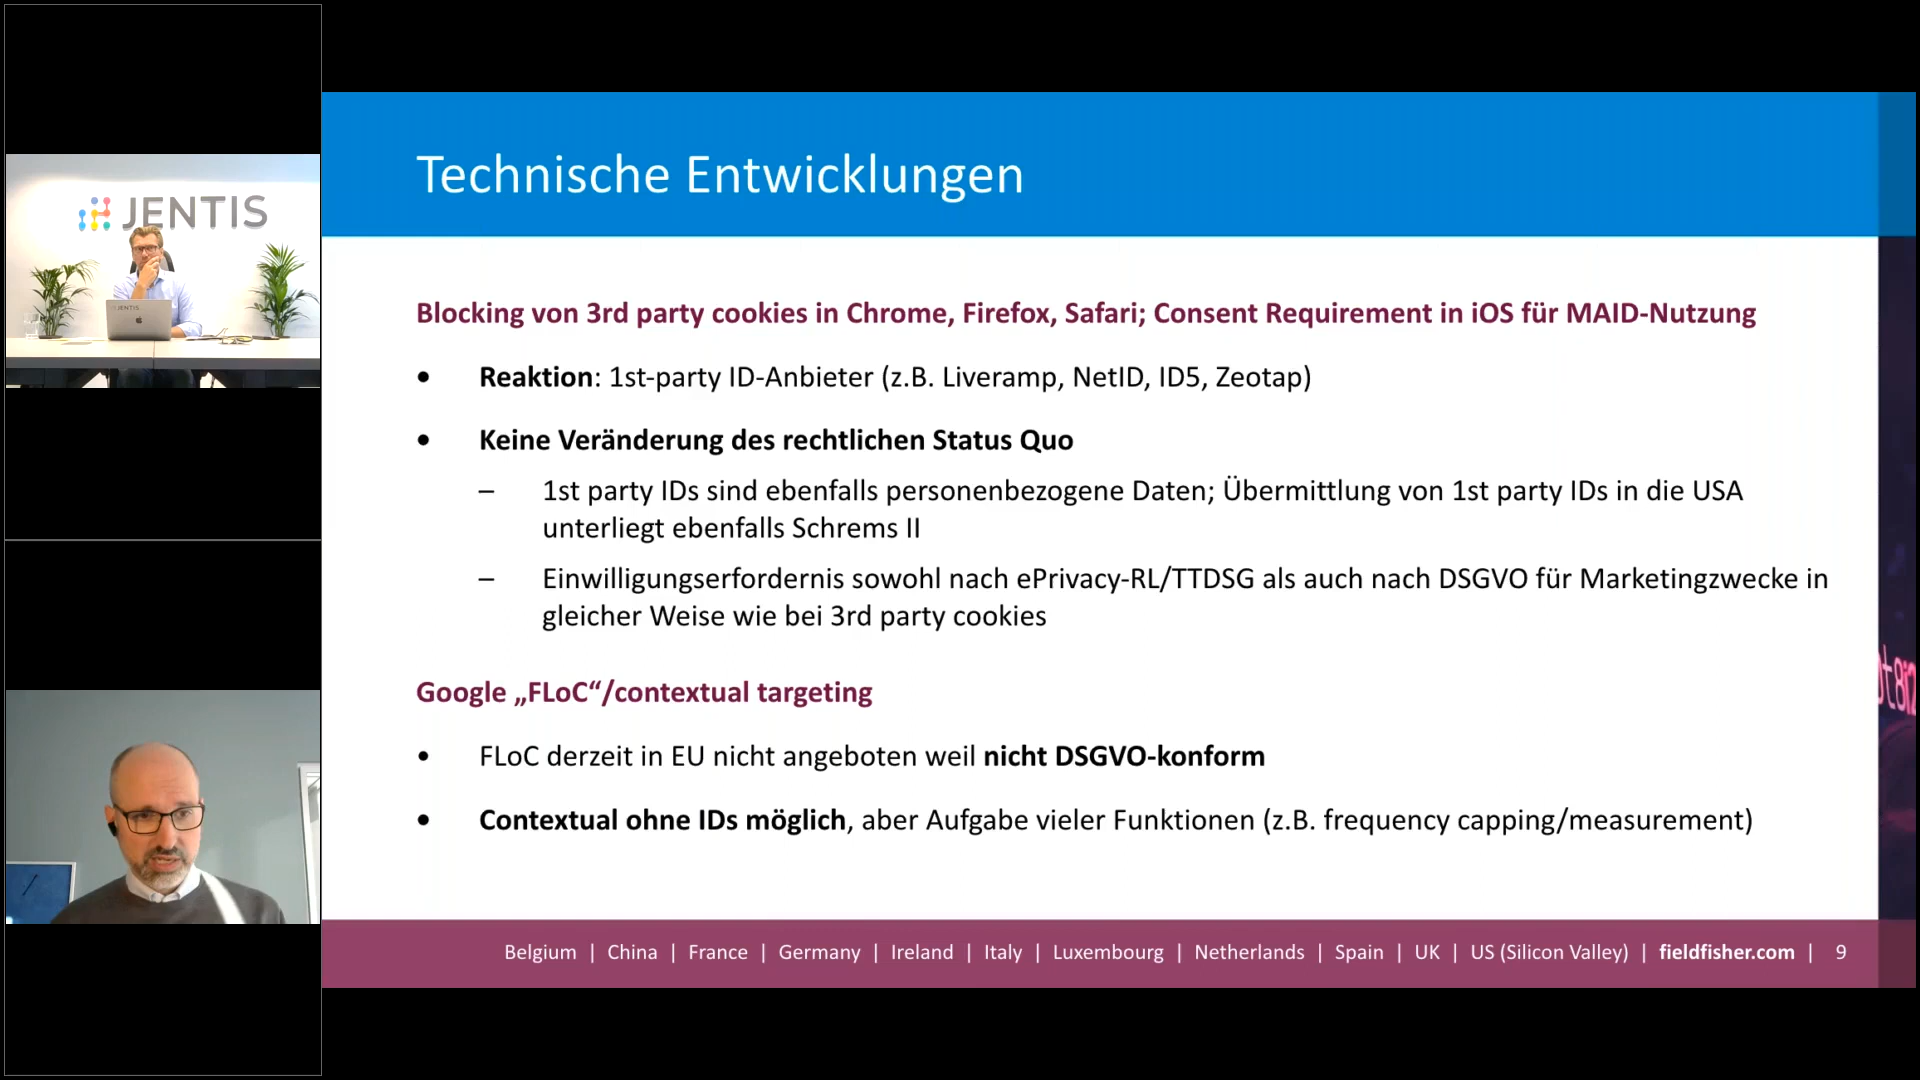 JENTIS
JENTIS
Technische Entwicklungen
Blocking von 3rd party cookies in Chrome, Firefox, Safari; Consent Requirement in iOS für MAID-Nutzung
• Reaktion: 1st-party ID-Anbieter (z.B. Liveramp, NetID, ID5, Zeotap)
• Keine Veränderung des rechtlichen Status Quo
– 1st party IDs sind ebenfalls personenbezogene Daten; Übermittlung von 1st party IDs in die USA
unterliegt ebenfalls Schrems II
– Einwilligungserfordernis sowohl nach ePrivacy-RL/TTDSG als auch nach DSGVO für Marketingzwecke in
gleicher Weise wie bei 3rd party cookies
Google „FLoC“/contextual targeting
• FLoC derzeit in EU nicht angeboten weil nicht DSGVO-konform
• Contextual ohne IDs möglich, aber Aufgabe vieler Funktionen (z.B. frequency capping/measurement)
Belgium | China | France | Germany | Ireland | Italy | Luxembourg | Netherlands | Spain | UK | US (Silicon Valley) | fieldfisher.com | 9